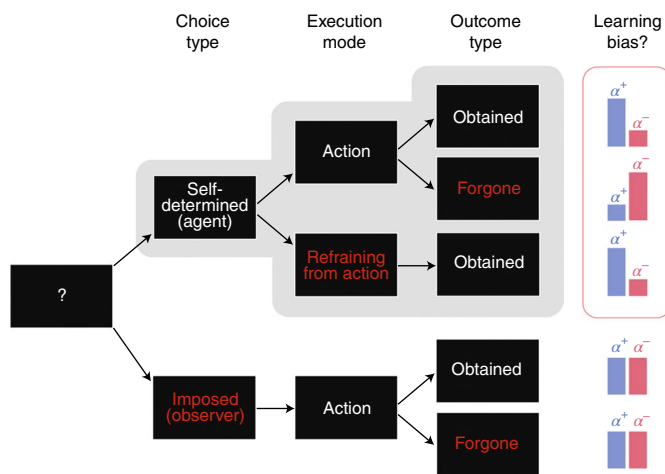 Choice
type
Execution
mode
Outcome
type
Learning
bias?
α⁺
α⁻
Obtained
Action
α⁻
α⁺
Forgone
Self-
determined
(agent)
α⁺
α⁻
Refraining
from action
Obtained
?
α⁺ α⁻
Obtained
Imposed
(observer)
Action
α⁺ α⁻
Forgone